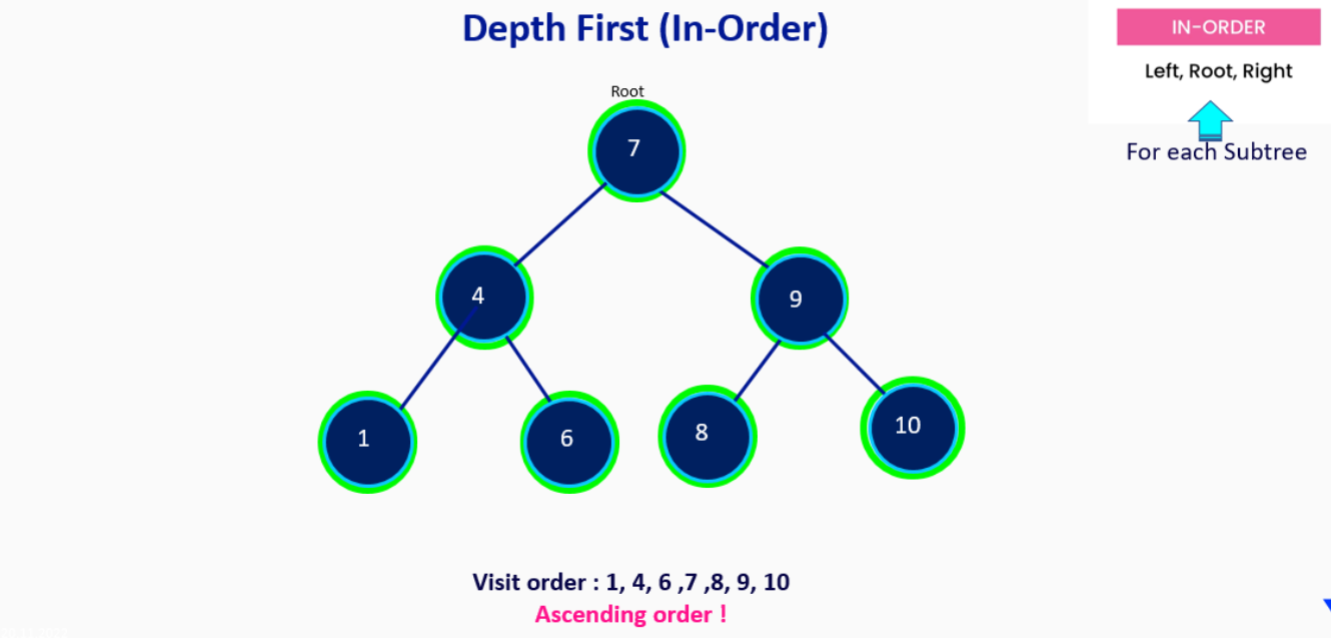 Depth First (In-Order)
IN-ORDER
Left, Root, Right
For each Subtree
Root
7
4
9
1
6
8
10
Visit order : 1, 4, 6 ,7 ,8, 9, 10
Ascending order !